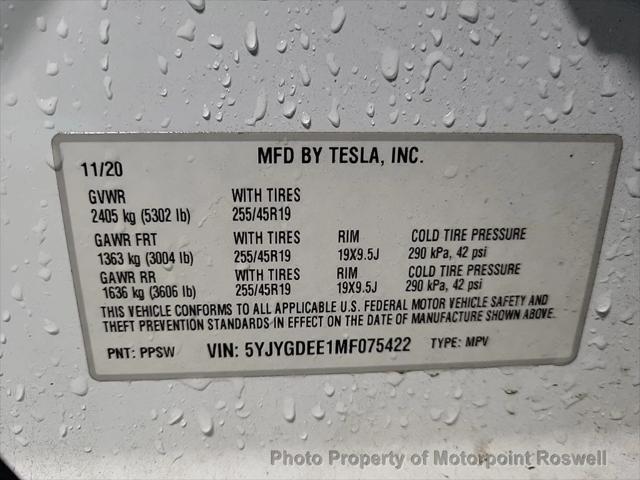 11/20 MFD BY TESLA, INC.
GVWR WITH TIRES
2405 kg (5302 lb) 255/45R19
GAWR FRT WITH TIRES RIM COLD TIRE PRESSURE
1363 kg (3004 lb) 255/45R19 19X9.5J 290 kPa, 42 psi
GAWR RR WITH TIRES RIM COLD TIRE PRESSURE
1636 kg (3606 lb) 255/45R19 19X9.5J 290 kPa, 42 psi
THIS VEHICLE CONFORMS TO ALL APPLICABLE U.S. FEDERAL MOTOR VEHICLE SAFETY AND
THEFT PREVENTION STANDARDS IN EFFECT ON THE DATE OF MANUFACTURE SHOWN ABOVE.
PNT: PPSW VIN: 5YJYGDEE1MF075422 TYPE: MPV
Photo Property of Motorpoint Roswell